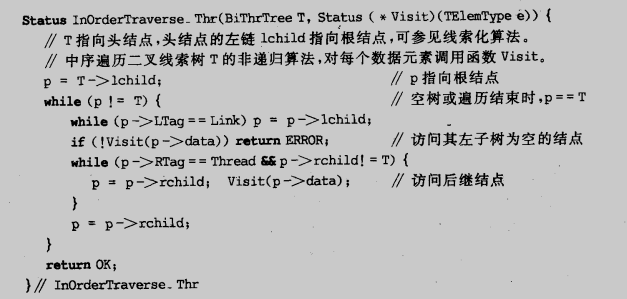 Status InOrderTraverse_Thr(BiThrTree T, Status (* Visit)(TElemType e)) {
// T指向头结点,头结点的左链 lchild 指向根结点,可参见线索化算法。
// 中序遍历二叉线索树 T 的非递归算法,对每个数据元素调用函数 Visit。
p = T->lchild; // p 指向根结点
while (p != T) { // 空树或遍历结束时,p==T
while (p->LTag==Link) p = p->lchild;
if (!Visit(p->data)) return ERROR; // 访问其左子树为空的结点
while (p->RTag==Thread && p->rchild!=T) {
p = p->rchild; Visit(p->data); // 访问后继结点
}
p = p->rchild;
}
return OK;
}// InOrderTraverse_Thr